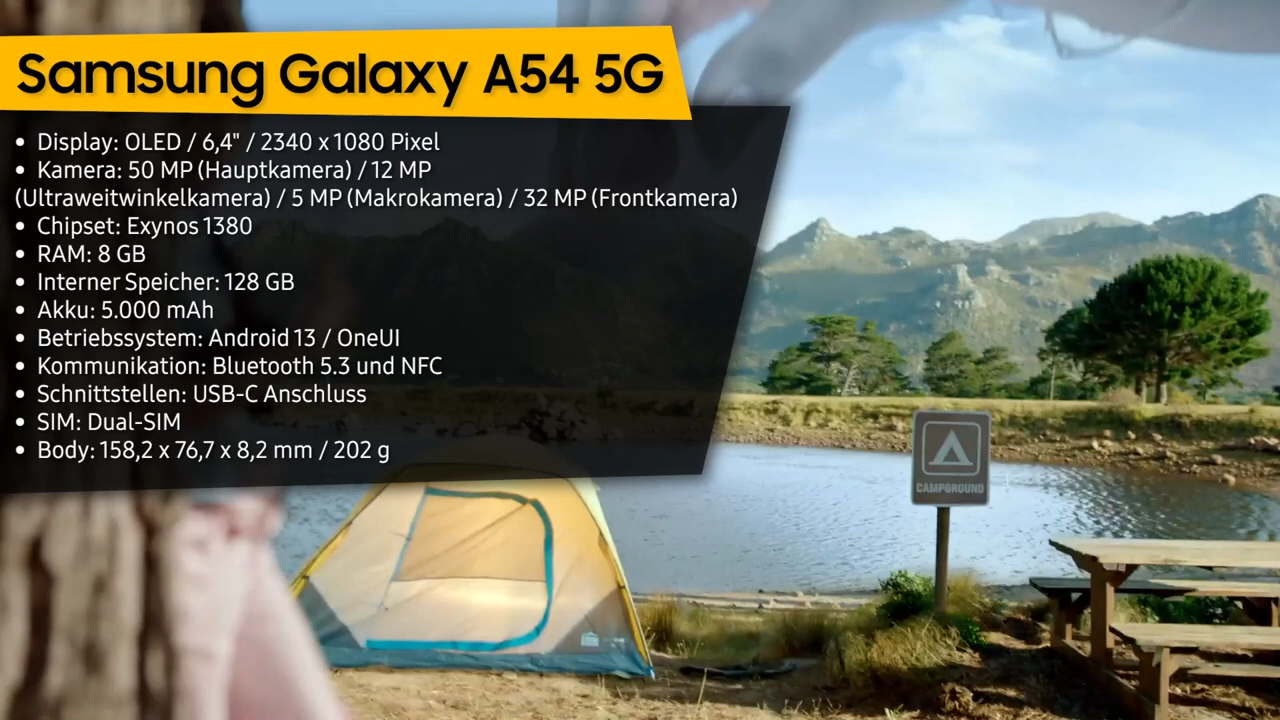 Samsung Galaxy A54 5G
• Display: OLED / 6,4" / 2340 x 1080 Pixel
• Kamera: 50 MP (Hauptkamera) / 12 MP
(Ultraweitwinkelkamera) / 5 MP (Makrokamera) / 32 MP (Frontkamera)
• Chipset: Exynos 1380
• RAM: 8 GB
• Interner Speicher: 128 GB
• Akku: 5.000 mAh
• Betriebssystem: Android 13 / OneUI
• Kommunikation: Bluetooth 5.3 und NFC
• Schnittstellen: USB-C Anschluss
• SIM: Dual-SIM
• Body: 158,2 x 76,7 x 8,2 mm / 202 g
CAMPGROUND